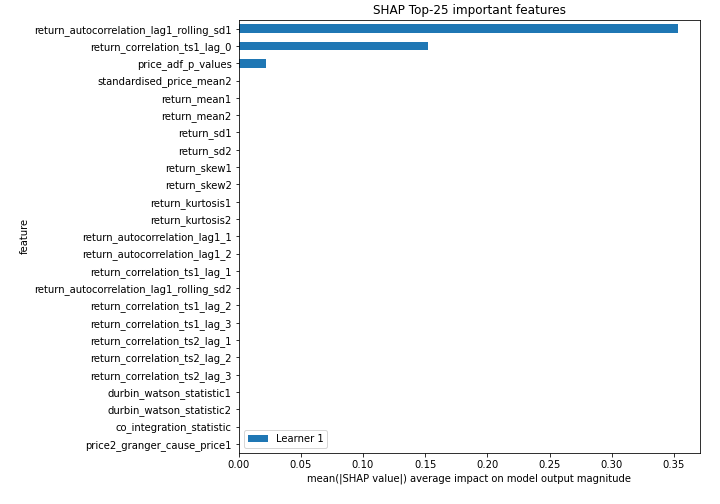 SHAP Top-25 important features
return_autocorrelation_lag1_rolling_sd1
return_correlation_ts1_lag_0
price_adf_p_values
standardised_price_mean2
return_mean1
return_mean2
return_sd1
return_sd2
return_skew1
return_skew2
return_kurtosis1
return_kurtosis2
return_autocorrelation_lag1_1
return_autocorrelation_lag1_2
return_correlation_ts1_lag_1
return_autocorrelation_lag1_rolling_sd2
return_correlation_ts1_lag_2
return_correlation_ts1_lag_3
return_correlation_ts2_lag_1
return_correlation_ts2_lag_2
return_correlation_ts2_lag_3
durbin_watson_statistic1
durbin_watson_statistic2
co_integration_statistic
price2_granger_cause_price1
feature
Learner 1
0.00 0.05 0.10 0.15 0.20 0.25 0.30 0.35
mean(|SHAP value|) average impact on model output magnitude